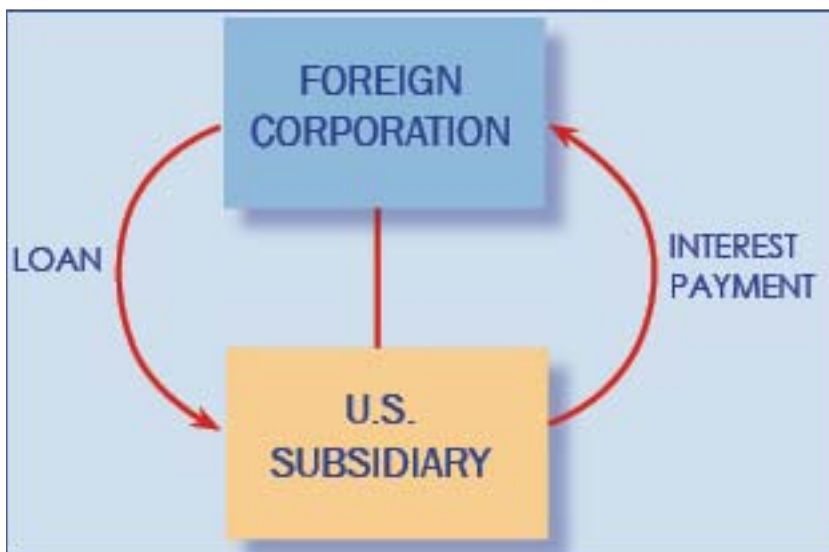 FOREIGN
CORPORATION
LOAN
INTEREST
PAYMENT
U.S.
SUBSIDIARY